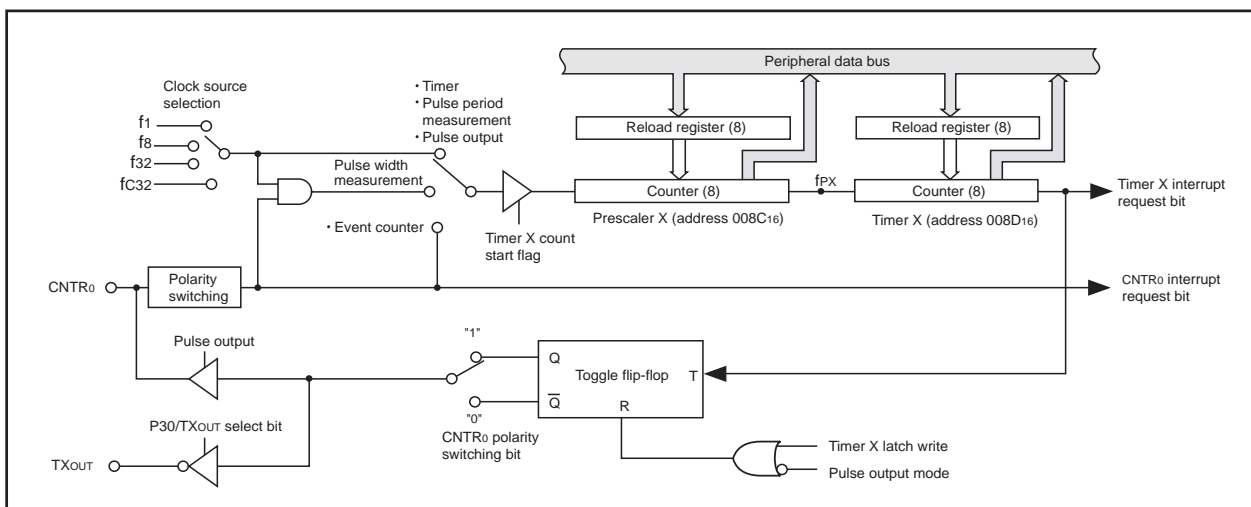 Peripheral data bus
Clock source
selection
f1
f8
f32
fC32
・Timer
・Pulse period
measurement
・Pulse output
Pulse width
measurement
・Event counter
Reload register (8)
Reload register (8)
Counter (8)
fPX
Counter (8)
Prescaler X (address 008C16)
Timer X (address 008D16)
Timer X interrupt
request bit
Timer X count
start flag
CNTR0
Polarity
switching
CNTR0 interrupt
request bit
Pulse output
"1"
Q
Toggle flip-flop
T
Q
R
"0"
CNTR0 polarity
switching bit
P30/TXOUT select bit
TXOUT
Timer X latch write
Pulse output mode